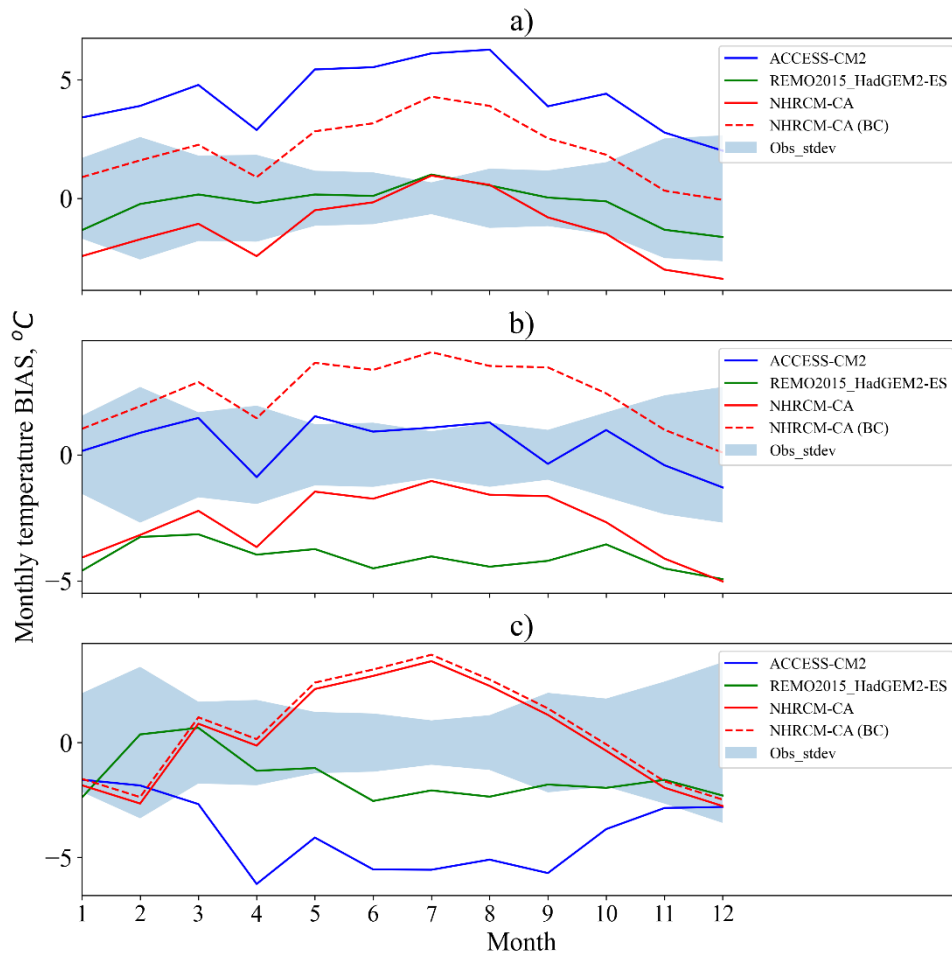 a)
5
0
ACCESS-CM2
REMO2015_HadGEM2-ES
NHRCM-CA
NHRCM-CA (BC)
Obs_stdev
b)
0
−5
ACCESS-CM2
REMO2015_HadGEM2-ES
NHRCM-CA
NHRCM-CA (BC)
Obs_stdev
Monthly temperature BIAS, °C
c)
0
−5
ACCESS-CM2
REMO2015_HadGEM2-ES
NHRCM-CA
NHRCM-CA (BC)
Obs_stdev
1 2 3 4 5 6 7 8 9 10 11 12
Month